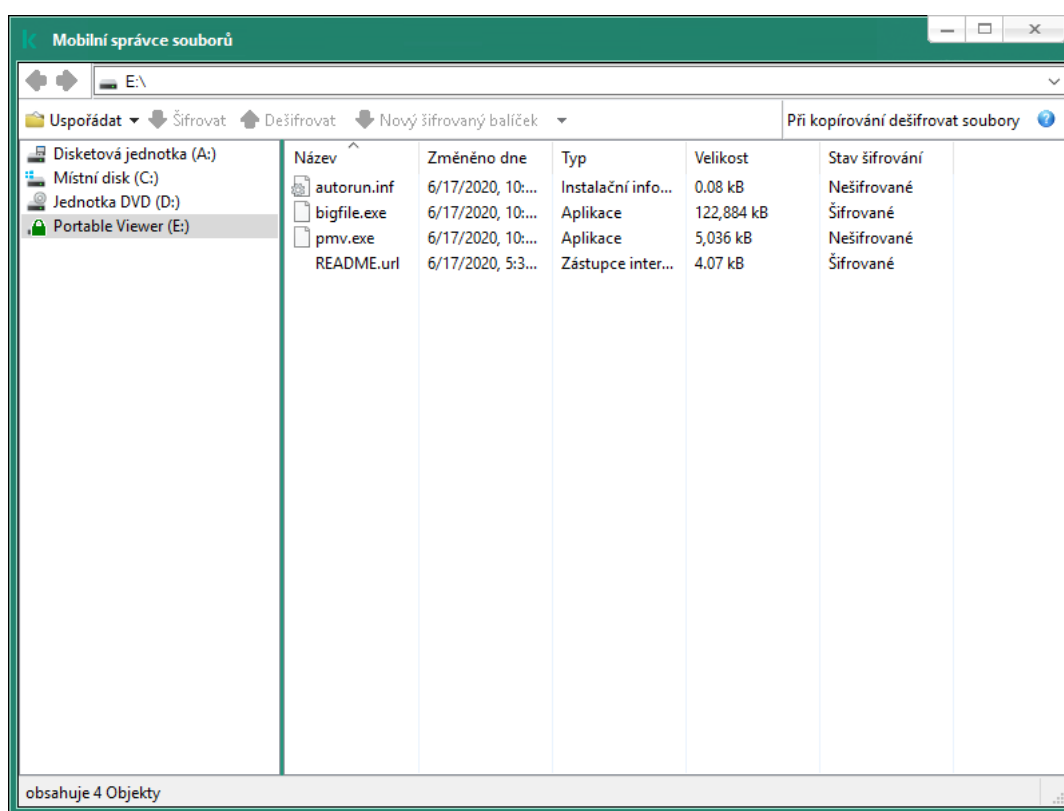 Mobilní správce souborů
E:\
Uspořádat Šifrovat Dešifrovat Nový šifrovaný balíček Při kopírování dešifrovat soubory
Disketová jednotka (A:)
Místní disk (C:)
Jednotka DVD (D:)
Portable Viewer (E:)
Název Změněno dne Typ Velikost Stav šifrování
autorun.inf 6/17/2020, 10:... Instalační info... 0.08 kB Nešifrované
bigfile.exe 6/17/2020, 10:... Aplikace 122,884 kB Šifrované
pmv.exe 6/17/2020, 10:... Aplikace 5,036 kB Nešifrované
README.url 6/17/2020, 5:3... Zástupce inter... 4.07 kB Šifrované
obsahuje 4 Objekty